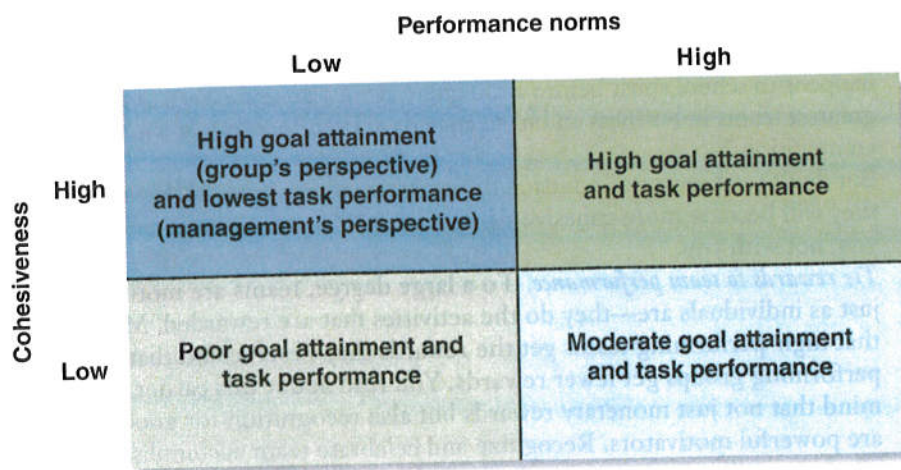 Performance norms
Low High
High goal attainment
(group's perspective)
and lowest task performance
(management's perspective)
High goal attainment
and task performance
High
Cohesiveness
Low
Poor goal attainment and
task performance
Moderate goal attainment
and task performance